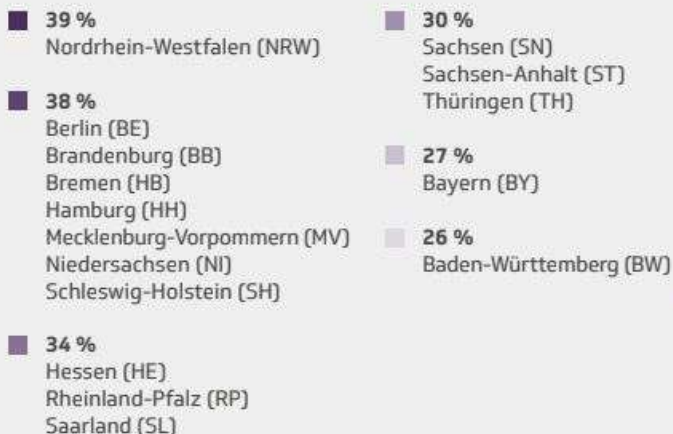 39 %
Nordrhein-Westfalen (NRW)
38 %
Berlin (BE)
Brandenburg (BB)
Bremen (HB)
Hamburg (HH)
Mecklenburg-Vorpommern (MV)
Niedersachsen (NI)
Schleswig-Holstein (SH)
34 %
Hessen (HE)
Rheinland-Pfalz (RP)
Saarland (SL)
30 %
Sachsen (SN)
Sachsen-Anhalt (ST)
Thüringen (TH)
27 %
Bayern (BY)
26 %
Baden-Württemberg (BW)